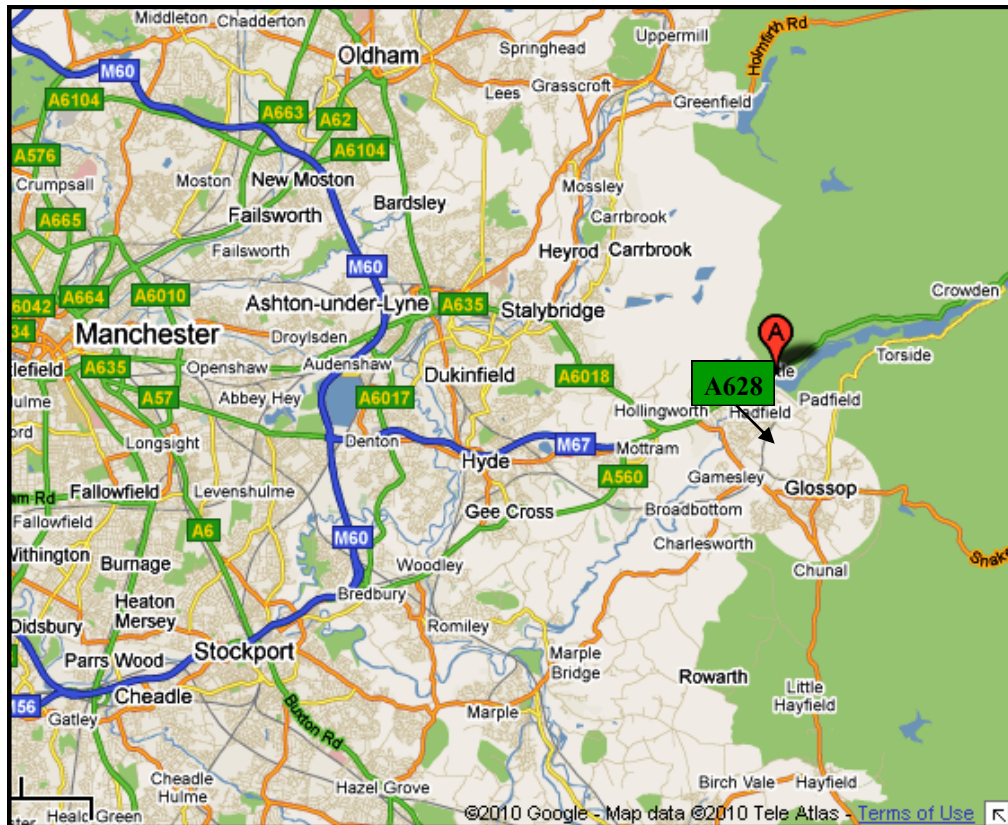 Middleton
Chadderton
Uppermill
Holmfirth Rd
Oldham
Springhead
M60
Lees
Grasscroft
Greenfield
A6104
A663
A62
A576
A6104
Crumpsall
Moston
New Moston
Mossley
Bardsley
A665
Failsworth
Carrbrook
Failsworth
Heyrod
Carrbrook
M60
A664
A6010
A6042
Ashton-under-Lyne
A635
Stalybridge
Crowden
34
Manchester
Droylsden
A
Torside
A635
Openshaw
Audenshaw
Dukinfield
A6018
A628
A57
Abbey Hey
A6017
Padfield
Hollingworth
Hadfield
Longsight
Denton
Hyde
M67
Mottram
A560
Gamesley
Glossop
Fallowfield
Levenshulme
Gee Cross
Broadbottom
Fallowfield
A6
M60
Charlesworth
Withington
Burnage
Woodley
Chunal
Bredbury
Heaton
Mersey
Didsbury
Romiley
Stockport
Parrs Wood
Marple
Bridge
Rowarth
Cheadle
Little
Hayfield
Gatley
Buxton Rd
Marple
Cheadle
Hulme
Hazel Grove
Birch Vale
Hayfield
©2010 Google - Map data ©2010 Tele Atlas - Terms of Use